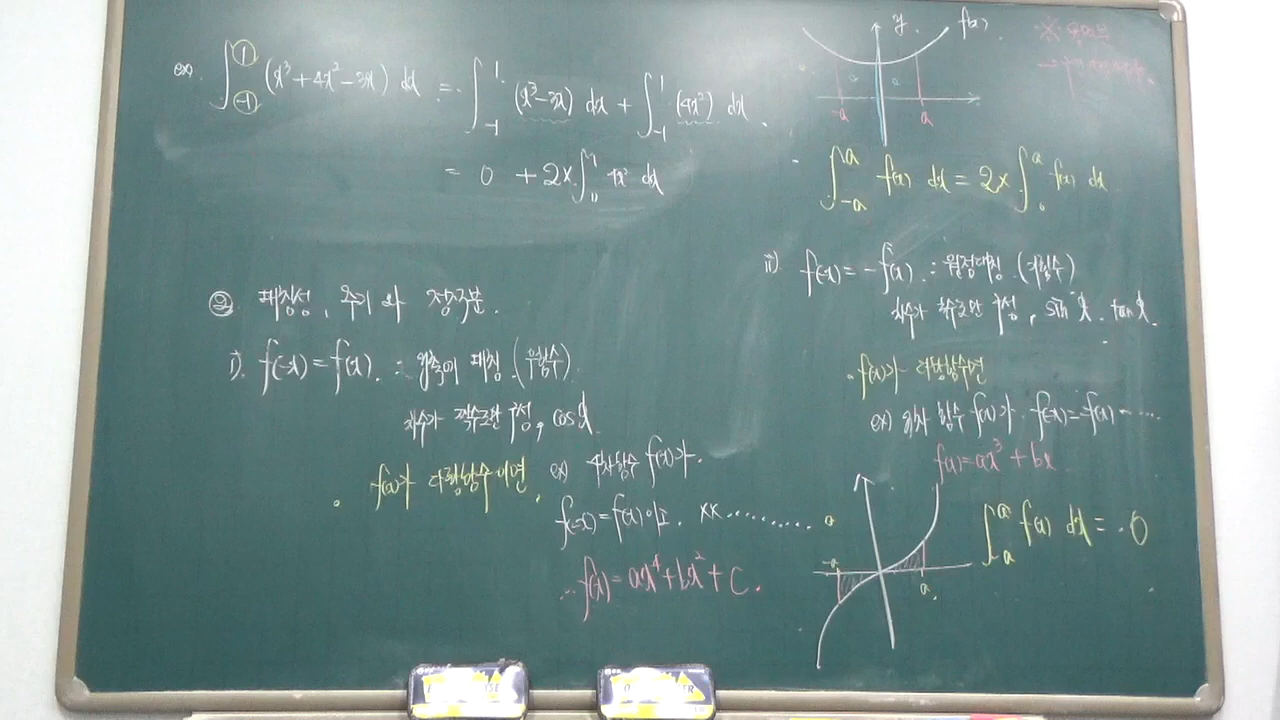 ex) ∫₋₁¹ (x³+4x²-3x) dx = ∫₋₁¹ (x³-3x) dx + ∫₋₁¹ (4x²) dx.
= 0 + 2×∫₀¹ 4x² dx
대칭성, 주기 와 정적분.
i). f(-x) = f(x). ∴ y축에 대칭. (우함수)
차수가 짝수로만 구성, cos x
f(x)가 다항함수이면,
ex) 4차함수 f(x)가.
f(-x) = f(x)이고.
∴ f(x) = ax⁴+bx²+c.
y
f(x)
-a
a
∫₋ₐᵃ f(x) dx = 2×∫₀ᵃ f(x) dx
ii) f(-x) = -f(x). ∴ 원점대칭. (기함수)
차수가 홀수로만 구성, sin x. tan x.
f(x)가 다항함수면
ex) 3차 함수 f(x)가. f(-x)=-f(x) ......
f(x) = ax³+bx
-a
a
∫₋ₐᵃ f(x) dx = 0